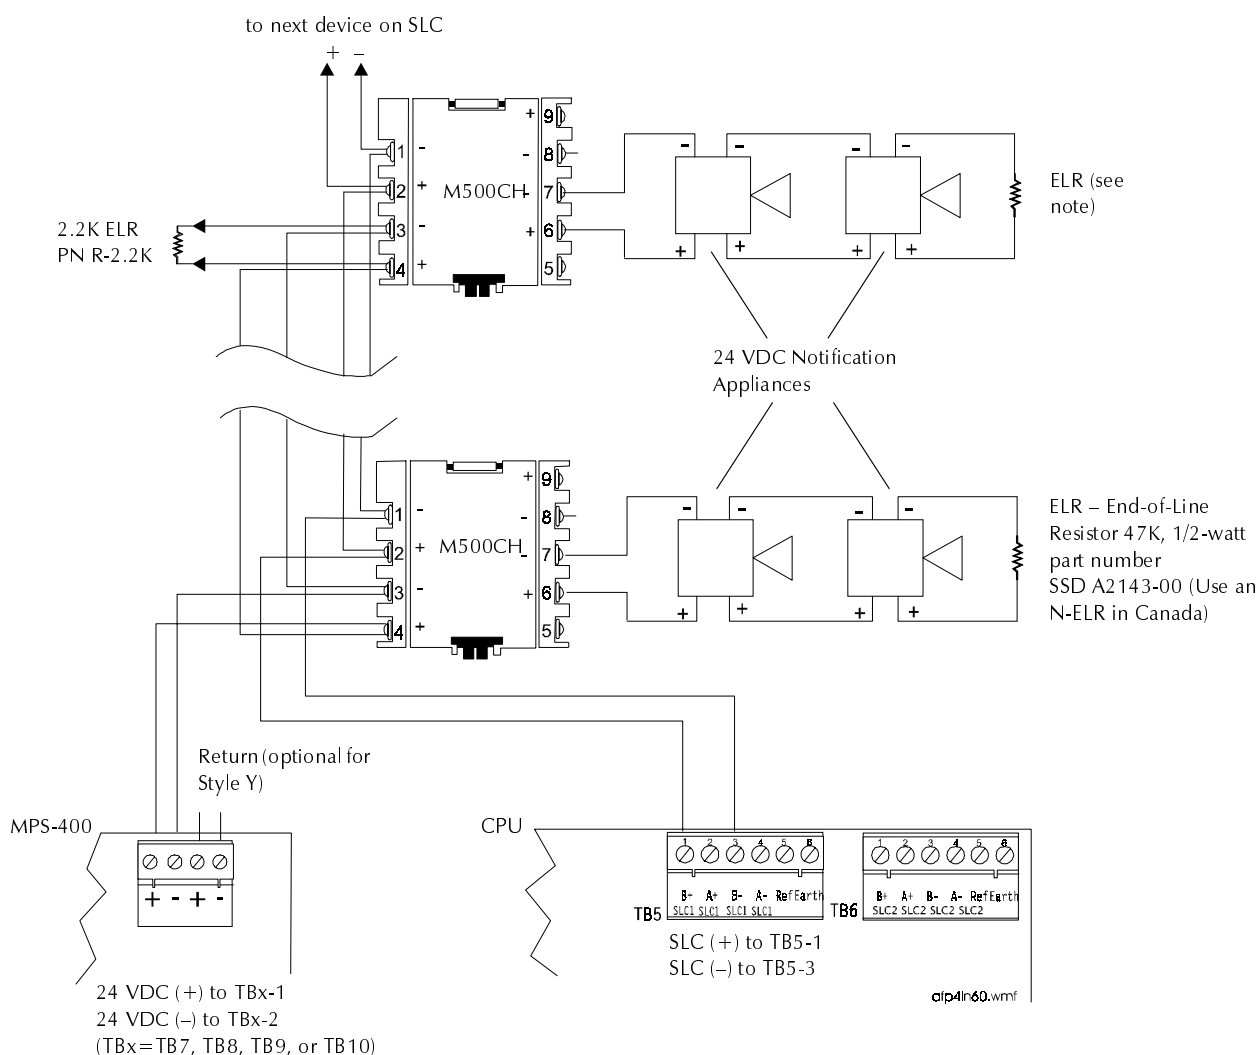 to next device on SLC
+ –
9
8
7
6
5
1
2
3
4
- + - +
+ - - +
M500CH
2.2K ELR
PN R-2.2K
- - - -
+ + + +
ELR (see
note)
24 VDC Notification
Appliances
9
8
7
6
5
1
2
3
4
- + - +
+ - - +
M500CH
- - - -
+ + + +
ELR – End-of-Line
Resistor 47K, 1/2-watt
part number
SSD A2143-00 (Use an
N-ELR in Canada)
Return (optional for
Style Y)
MPS-400
+ - + -
24 VDC (+) to TBx-1
24 VDC (–) to TBx-2
(TBx=TB7, TB8, TB9, or TB10)
CPU
1 2 3 4 5 6
B+ A+ B- A- Ref Earth
SLC1 SLC1 SLC1 SLC1
TB5
1 2 3 4 5 6
B+ A+ B- A- Ref Earth
SLC2 SLC2 SLC2 SLC2
TB6
SLC (+) to TB5-1
SLC (–) to TB5-3
afp4ln60.wmf